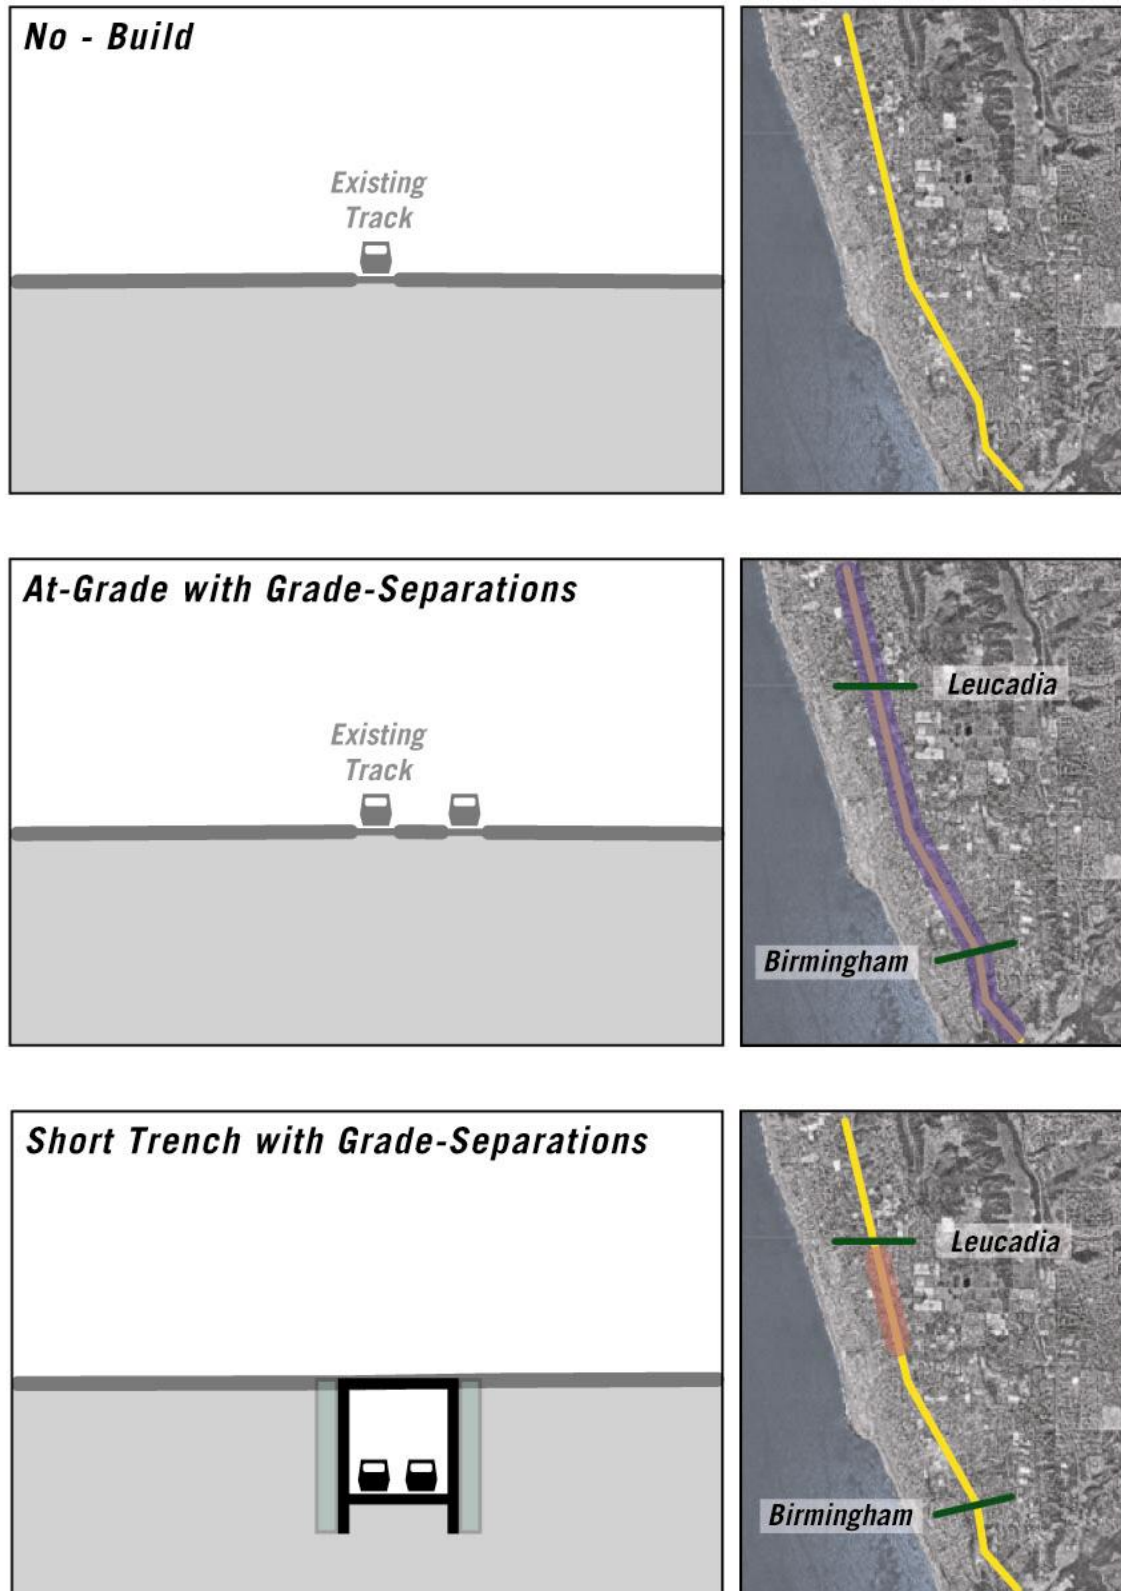 No - Build
Existing
Track
At-Grade with Grade-Separations
Existing
Track
Leucadia
Birmingham
Short Trench with Grade-Separations
Leucadia
Birmingham